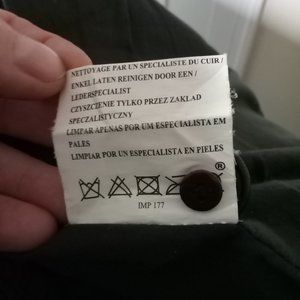 NETTOYAGE PAR UN SPECIALISTE DU CUIR /
ENKEL LATEN REINIGEN DOOR EEN /
LEDERSPECIALIST
CZYSZCZENIE TYLKO PRZEZ ZAKLAD
SPECZALISTYCZNY
LIMPAR APENAS POR UM ESPECIALISTA EM
PALES
LIMPIAR POR UN ESPECIALISTA EN PIELES
®
IMP 177